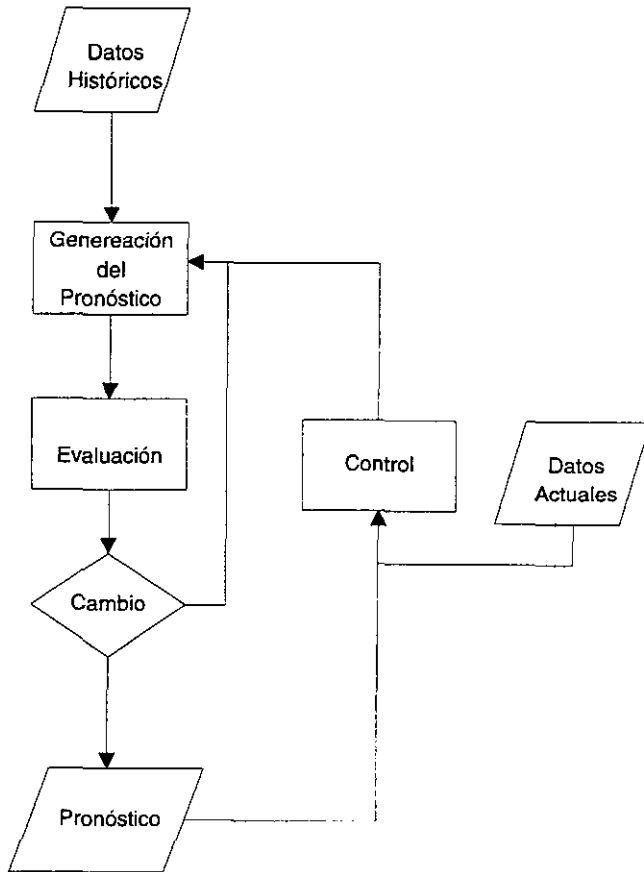 Datos
Históricos
Genereación
del
Pronóstico
Evaluación
Control
Datos
Actuales
Cambio
Pronóstico